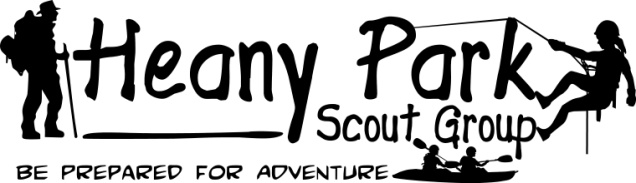 Heany Park
Scout Group
BE PREPARED FOR ADVENTURE